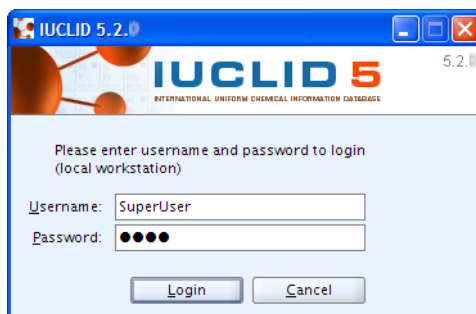 IUCLID 5.2.0
5.2.
IUCLID 5
INTERNATIONAL UNIFORM CHEMICAL INFORMATION DATABASE
Please enter username and password to login
(local workstation)
Username: SuperUser
Password: ●●●●
Login Cancel